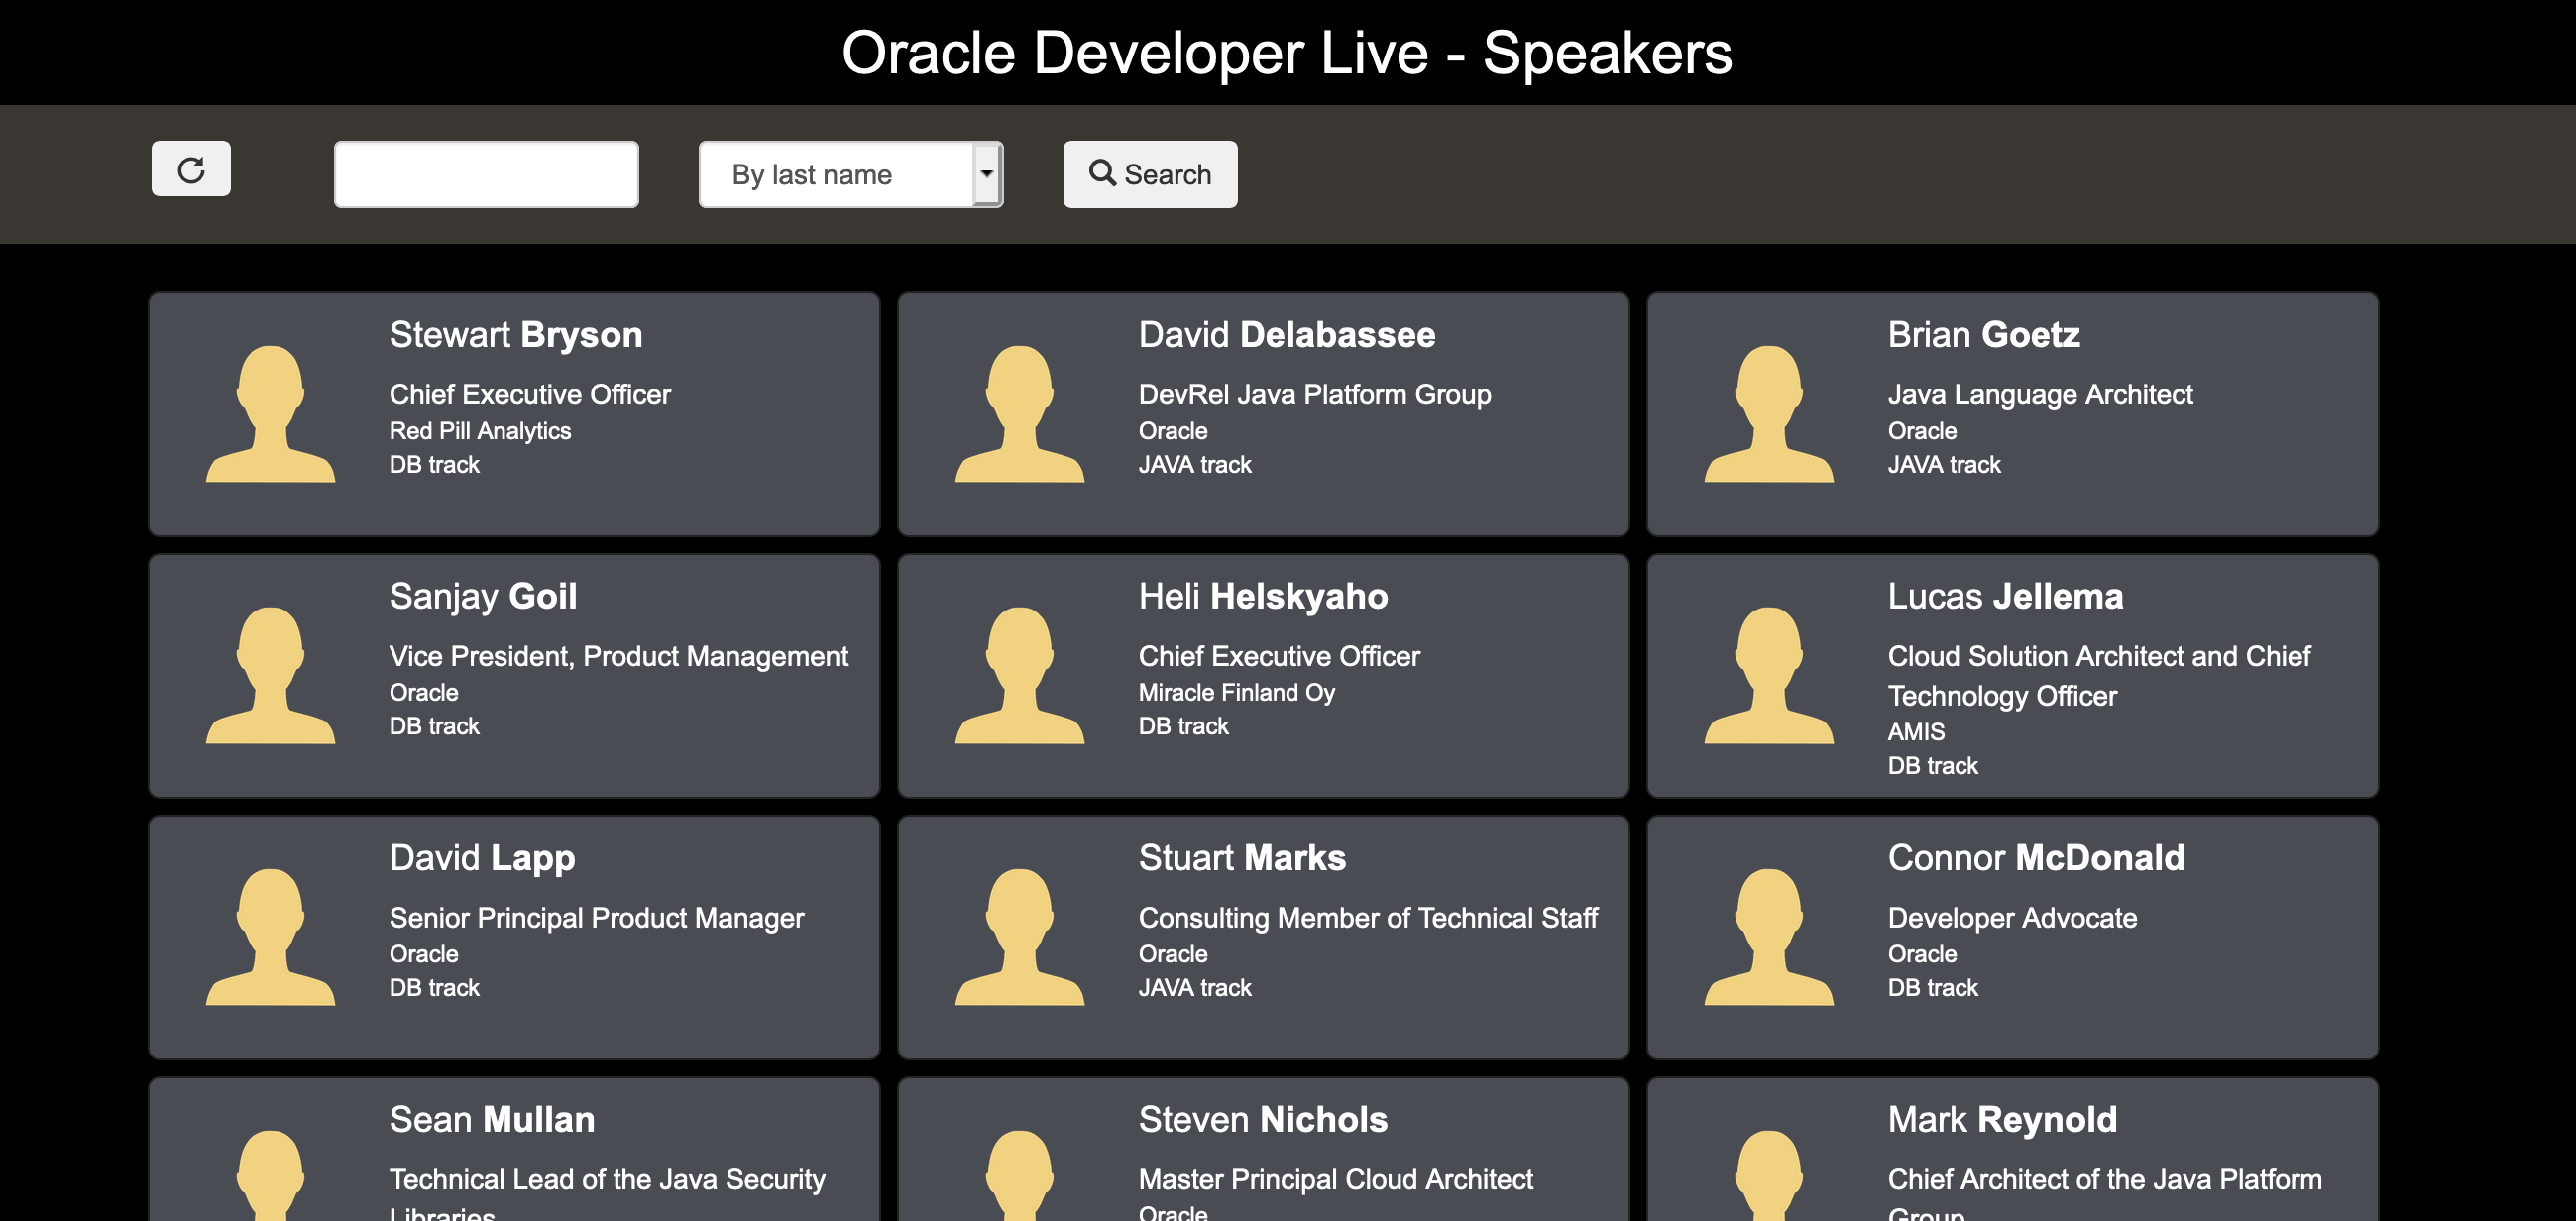 Oracle Developer Live - Speakers
By last name
Search
Stewart Bryson
Chief Executive Officer
Red Pill Analytics
DB track
David Delabassee
DevRel Java Platform Group
Oracle
JAVA track
Brian Goetz
Java Language Architect
Oracle
JAVA track
Sanjay Goil
Vice President, Product Management
Oracle
DB track
Heli Helskyaho
Chief Executive Officer
Miracle Finland Oy
DB track
Lucas Jellema
Cloud Solution Architect and Chief
Technology Officer
AMIS
DB track
David Lapp
Senior Principal Product Manager
Oracle
DB track
Stuart Marks
Consulting Member of Technical Staff
Oracle
JAVA track
Connor McDonald
Developer Advocate
Oracle
DB track
Sean Mullan
Technical Lead of the Java Security
Libraries
Steven Nichols
Master Principal Cloud Architect
Oracle
Mark Reynold
Chief Architect of the Java Platform
Group